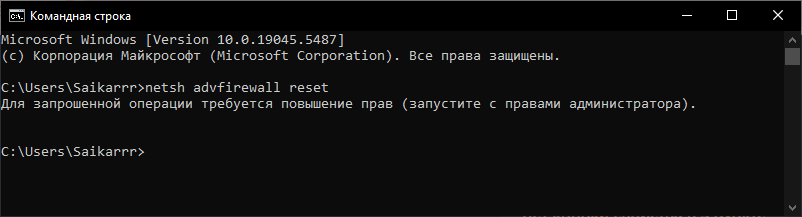 Командная строка
Microsoft Windows [Version 10.0.19045.5487]
(c) Корпорация Майкрософт (Microsoft Corporation). Все права защищены.
C:\Users\Saikarrr>netsh advfirewall reset
Для запрошенной операции требуется повышение прав (запустите с правами администратора).
C:\Users\Saikarrr>